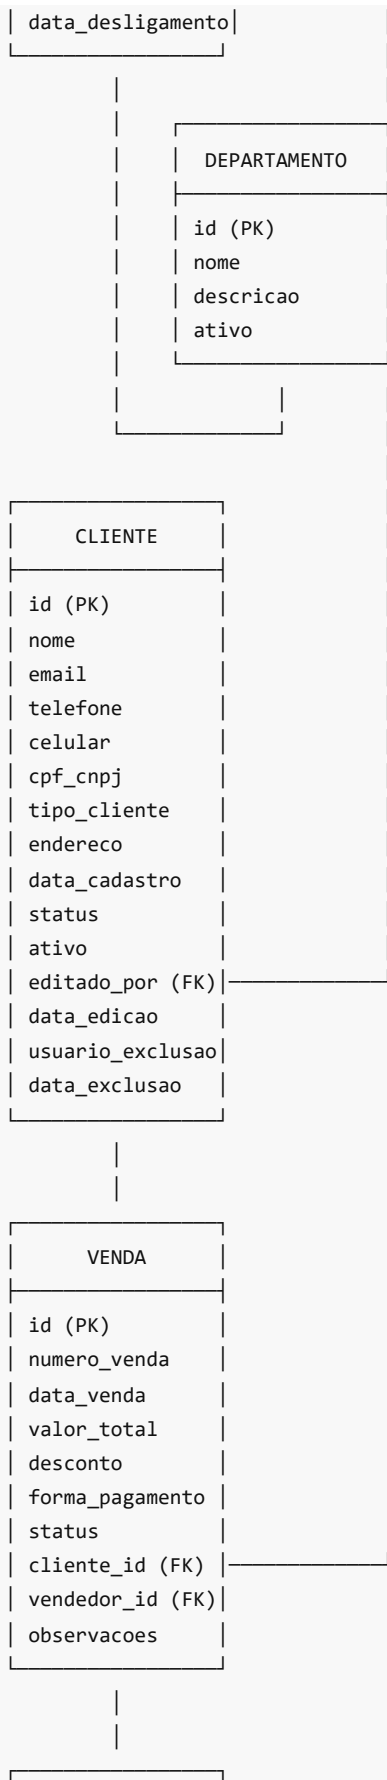 data_desligamento
DEPARTAMENTO
id (PK)
nome
descricao
ativo
CLIENTE
id (PK)
nome
email
telefone
celular
cpf_cnpj
tipo_cliente
endereco
data_cadastro
status
ativo
editado_por (FK)
data_edicao
usuario_exclusao
data_exclusao
VENDA
id (PK)
numero_venda
data_venda
valor_total
desconto
forma_pagamento
status
cliente_id (FK)
vendedor_id (FK)
observacoes